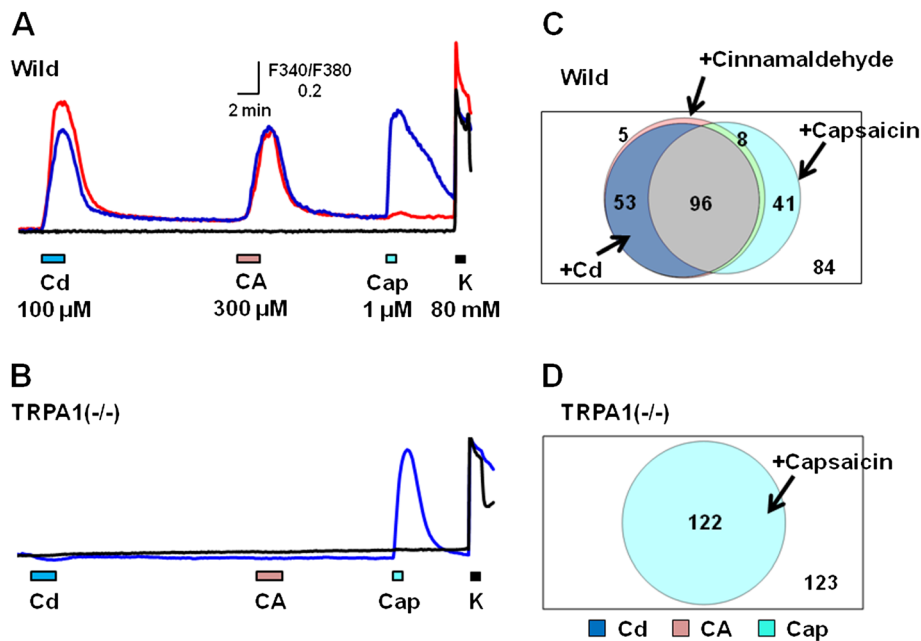 A
Wild
F340/F380
0.2
2 min
Cd
100 µM
CA
300 µM
Cap
1 µM
K
80 mM
B
TRPA1(-/-)
Cd
CA
Cap
K
C
Wild
+Cinnamaldehyde
+Capsaicin
5
8
53
96
41
+Cd
84
D
TRPA1(-/-)
+Capsaicin
122
123
Cd
CA
Cap